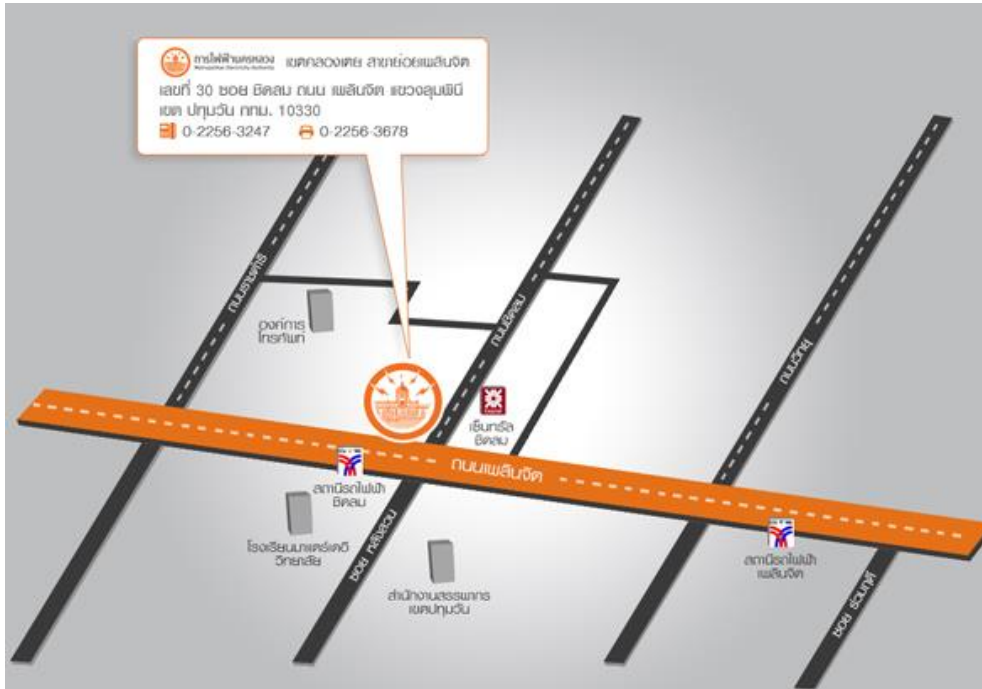 การไฟฟ้านครหลวง เขตคลองเตย สาขาย่อยเพลินจิต
Metropolitan Electricity Authority
เลขที่ 30 ซอย ชิดลม ถนน เพลินจิต แขวงลุมพินี
เขต ปทุมวัน กทม. 10330
0-2256-3247 0-2256-3678
ถนนราชดำริ
องค์การ
โทรศัพท์
ถนนชิดลม
ถนนวิทยุ
เซ็นทรัล
ชิดลม
ถนนเพลินจิต
สถานีรถไฟฟ้า
ชิดลม
โรงเรียนมาแตร์เดอี
วิทยาลัย
ซอย หลังสวน
สำนักงานสรรพากร
เขตปทุมวัน
สถานีรถไฟฟ้า
เพลินจิต
ซอย ร่วมฤดี